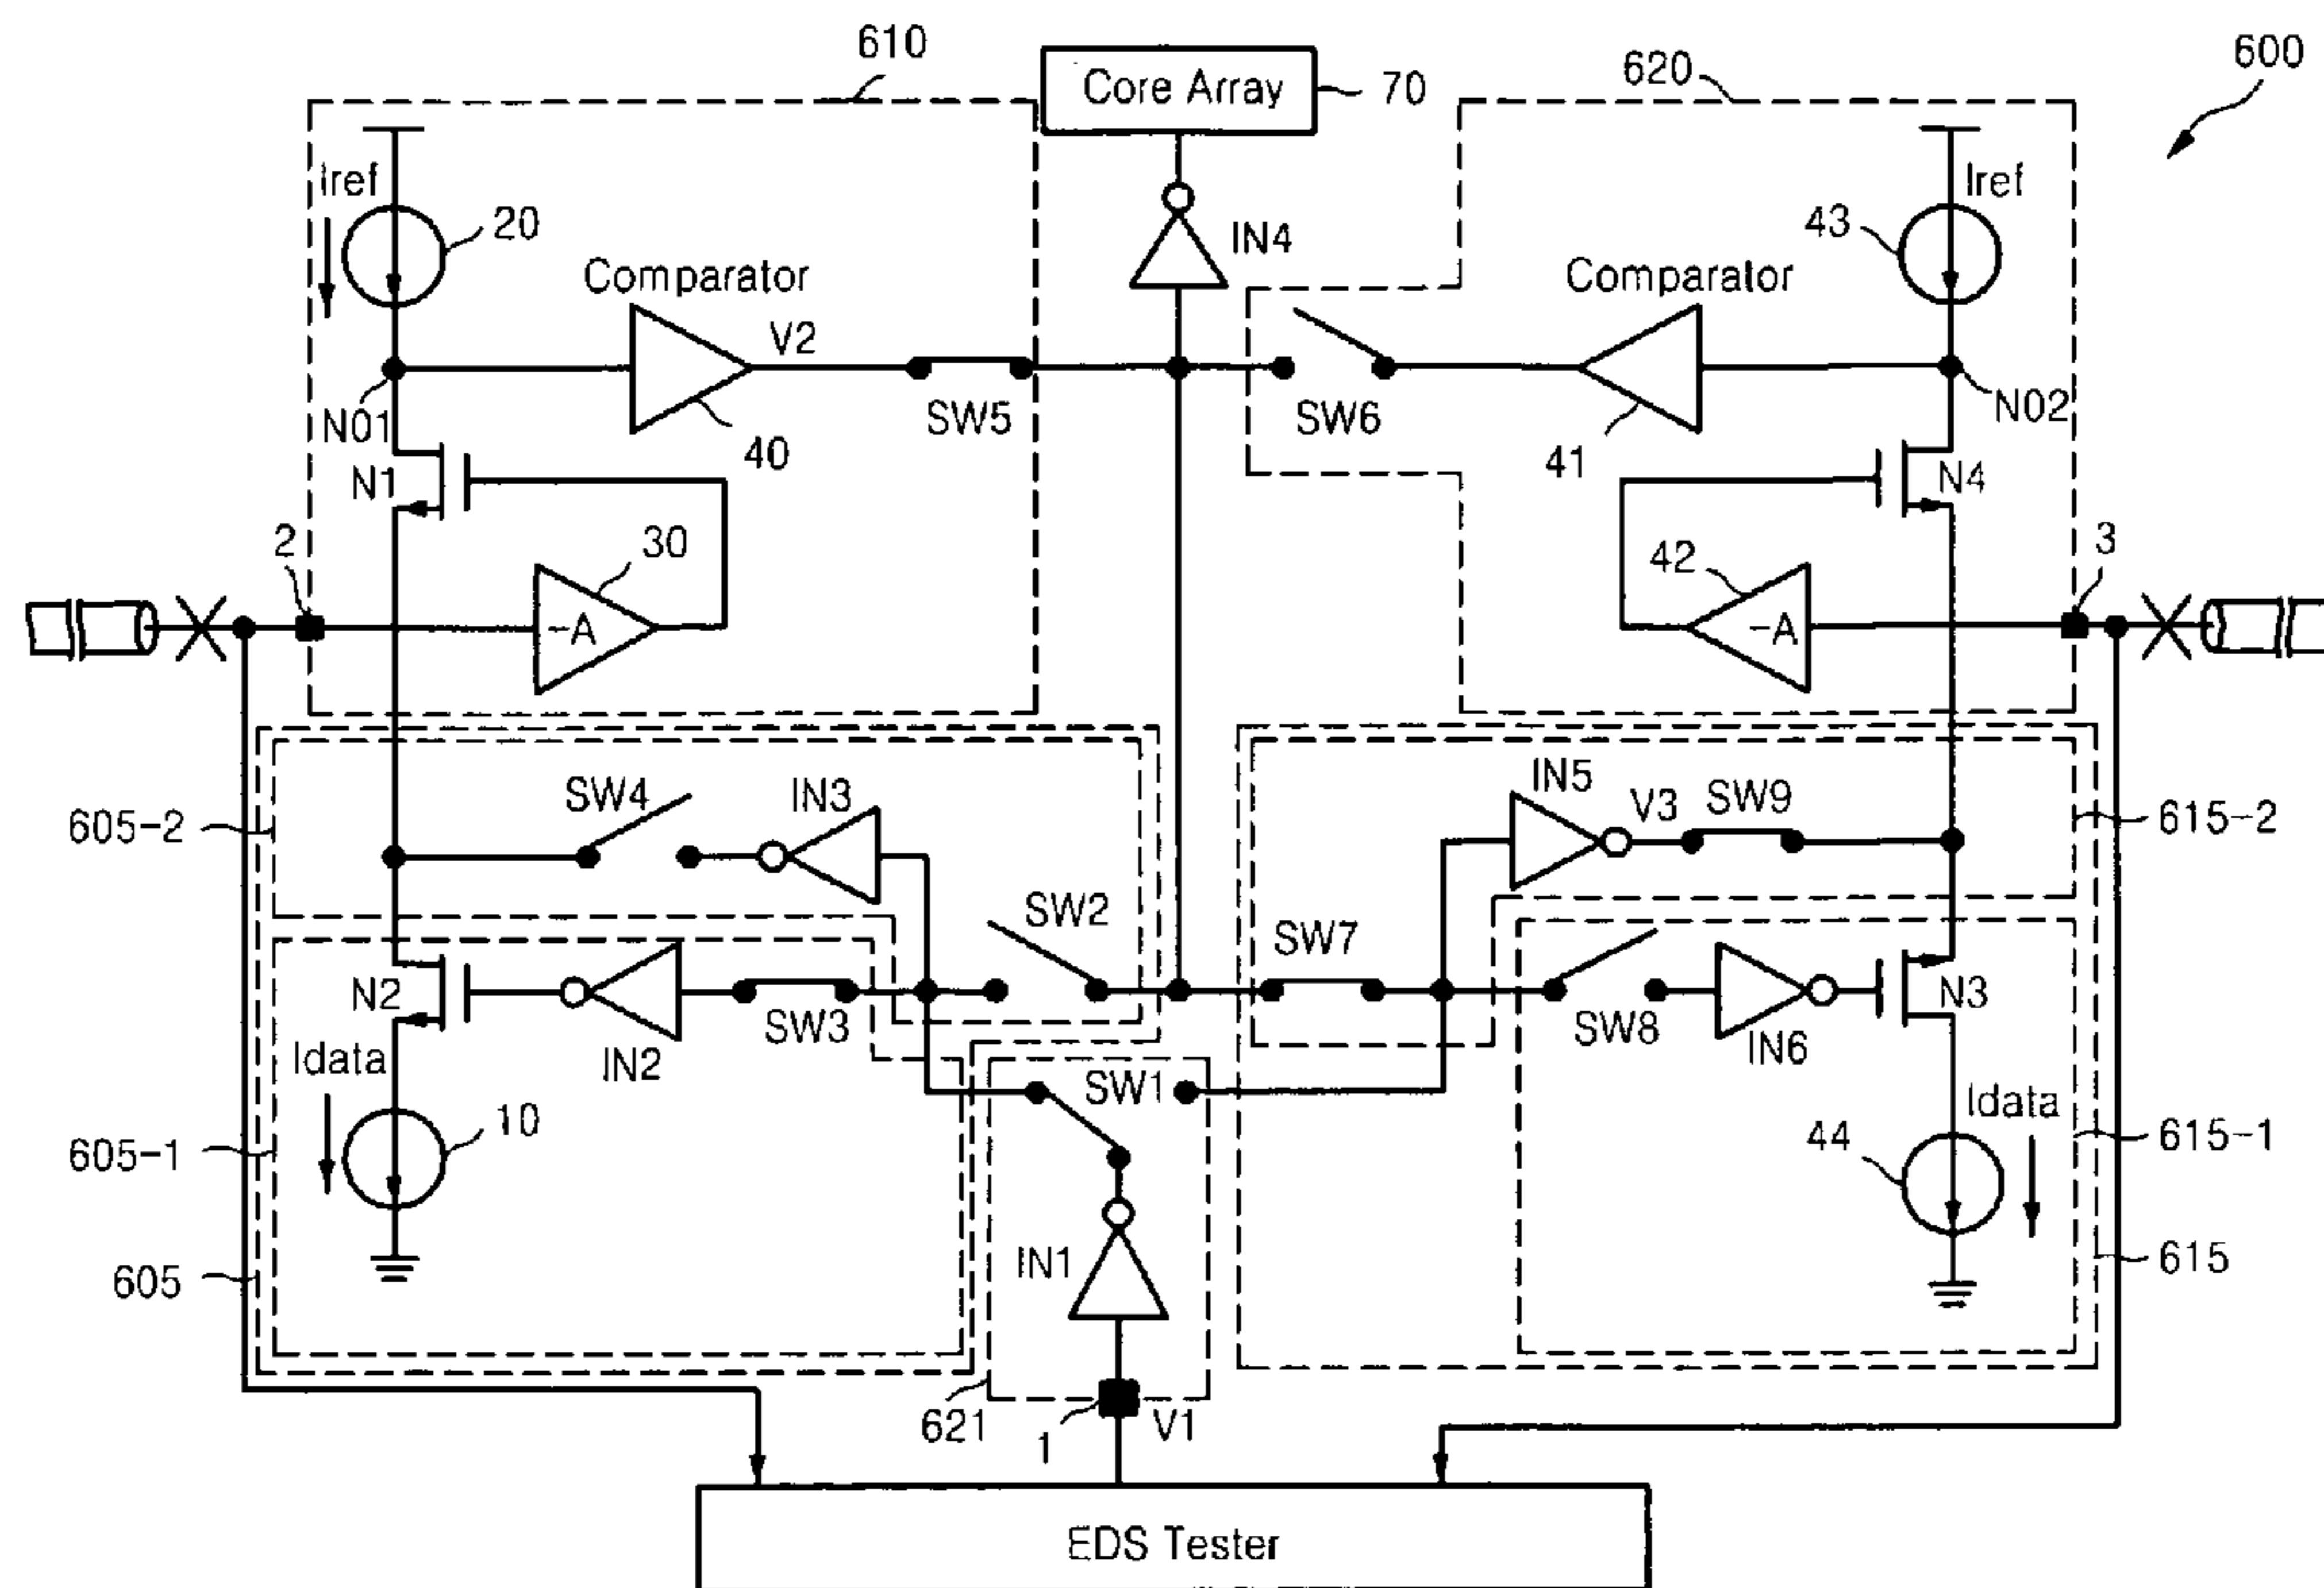 610
Core Array
70
620
600
Iref
20
Comparator
V2
IN4
Comparator
43
Iref
N01
N1
40
SW5
SW6
41
N02
N4
2
30
-A
42
-A
3
605-2
SW4
IN3
IN5
V3
SW9
615-2
SW2
SW7
N2
IN2
SW3
SW8
IN6
N3
Idata
10
SW1
Idata
44
605-1
615-1
605
IN1
615
621
1
V1
EDS Tester